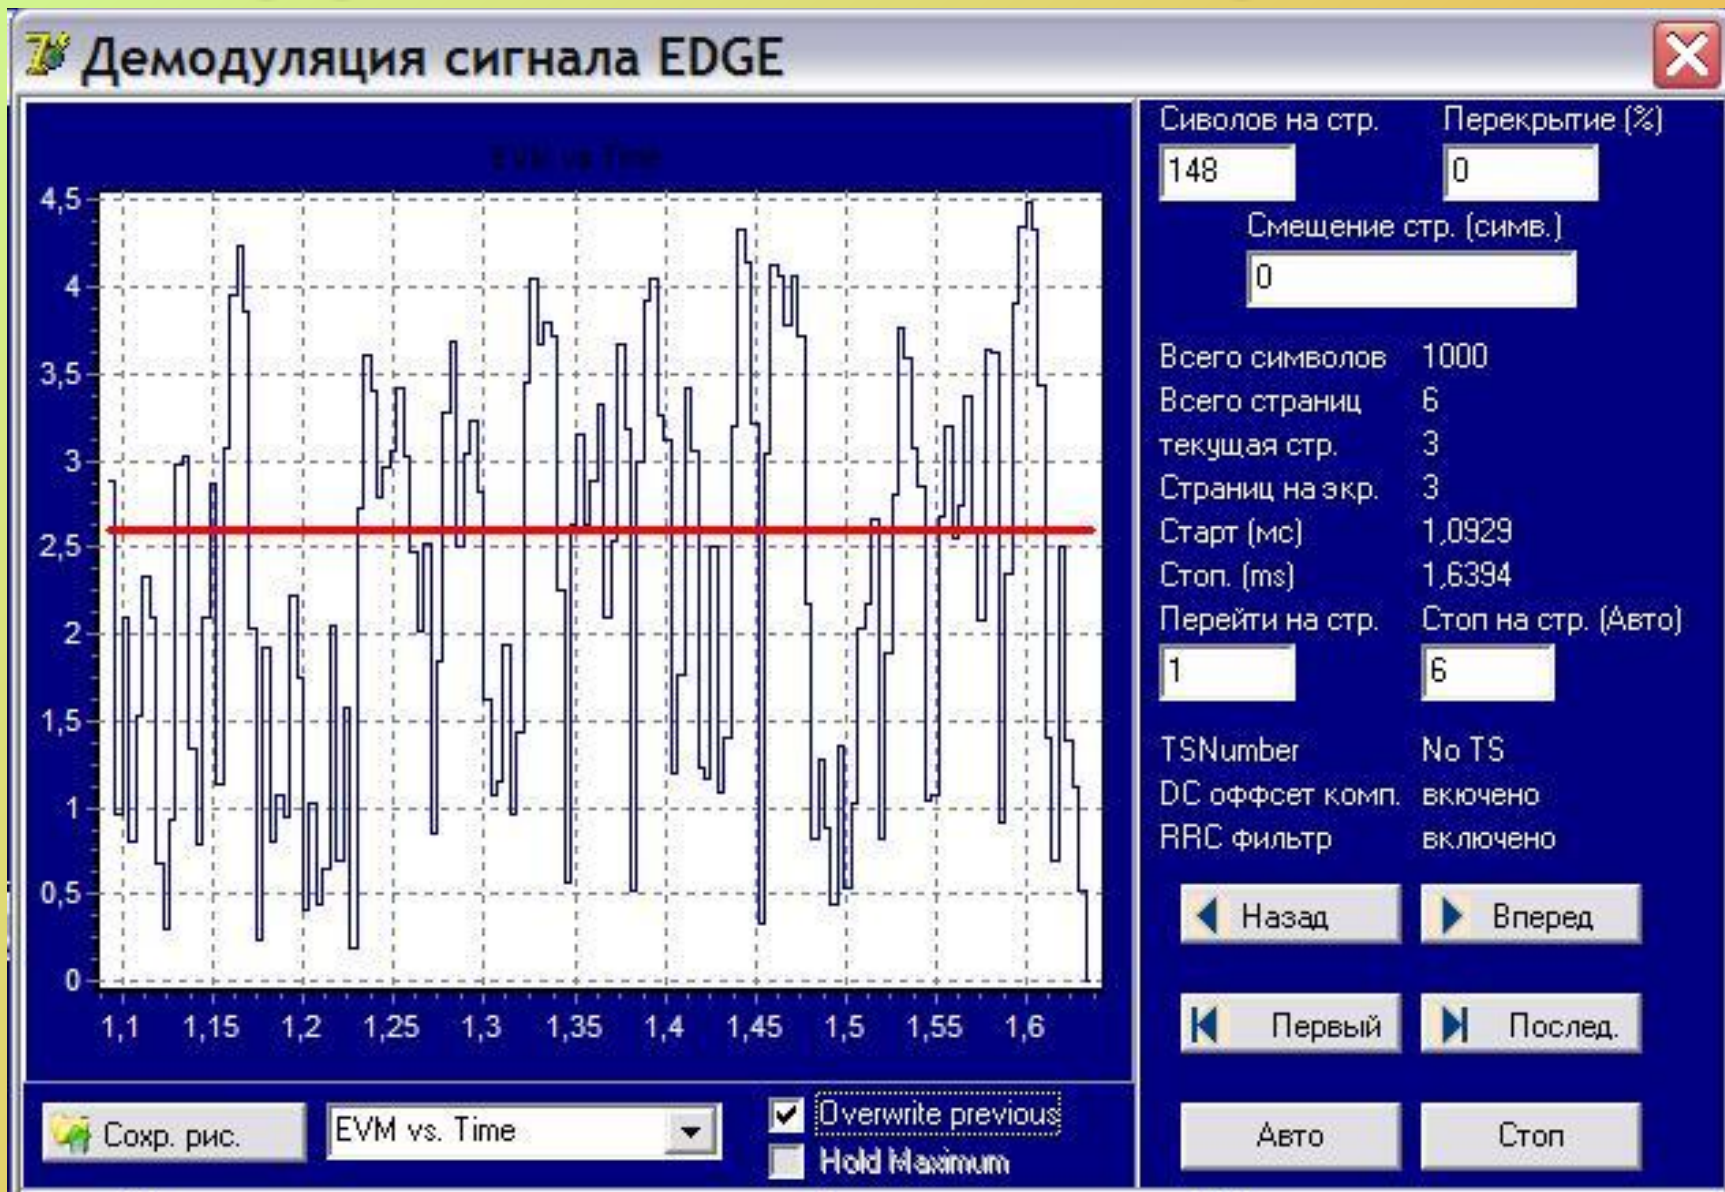 Демодуляция сигнала EDGE
EVM vs Time
4,5
4
3,5
3
2,5
2
1,5
1
0,5
0
1,1 1,15 1,2 1,25 1,3 1,35 1,4 1,45 1,5 1,55 1,6
Сохр. рис.
EVM vs. Time
Overwrite previous
Hold Maximum
Сиволов на стр. Перекрытие (%)
148 0
Смещение стр. (симв.)
0
Всего символов 1000
Всего страниц 6
текущая стр. 3
Страниц на экр. 3
Старт (мс) 1,0929
Стоп. (ms) 1,6394
Перейти на стр. Стоп на стр. (Авто)
1 6
TSNumber No TS
DC оффсет комп. вкючено
RRC фильтр включено
Назад Вперед
Первый Послед.
Авто Стоп